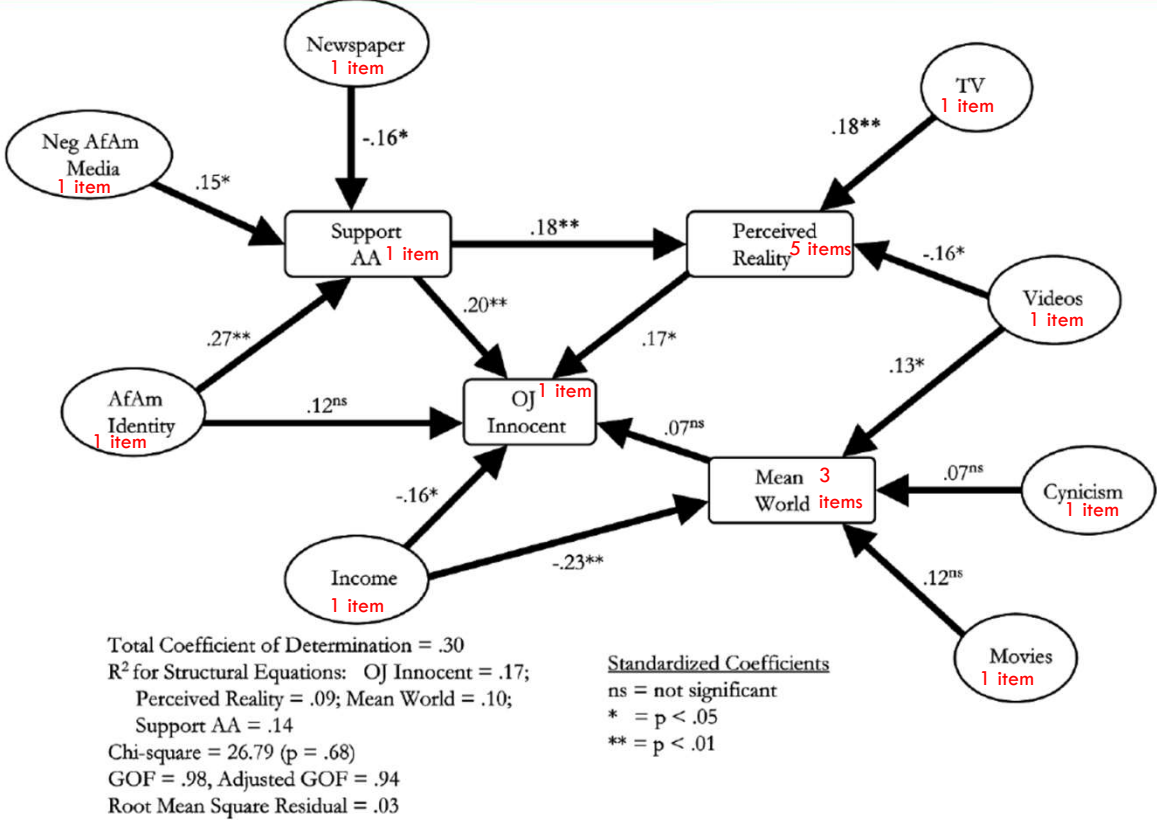 Newspaper
1 item
TV
1 item
Neg AfAm
Media
1 item
-.16*
.18**
.15*
Support
AA 1 item
.18**
Perceived
Reality 5 items
-.16*
Videos
1 item
.27**
.20**
.17*
.13*
AfAm
Identity
1 item
.12ns
OJ 1 item
Innocent
.07ns
Mean 3
World items
.07ns
Cynicism
1 item
-.16*
-.23**
.12ns
Income
1 item
Movies
1 item
Total Coefficient of Determination = .30
R² for Structural Equations: OJ Innocent = .17;
Perceived Reality = .09; Mean World = .10;
Support AA = .14
Chi-square = 26.79 (p = .68)
GOF = .98, Adjusted GOF = .94
Root Mean Square Residual = .03
Standardized Coefficients
ns = not significant
* = p < .05
** = p < .01